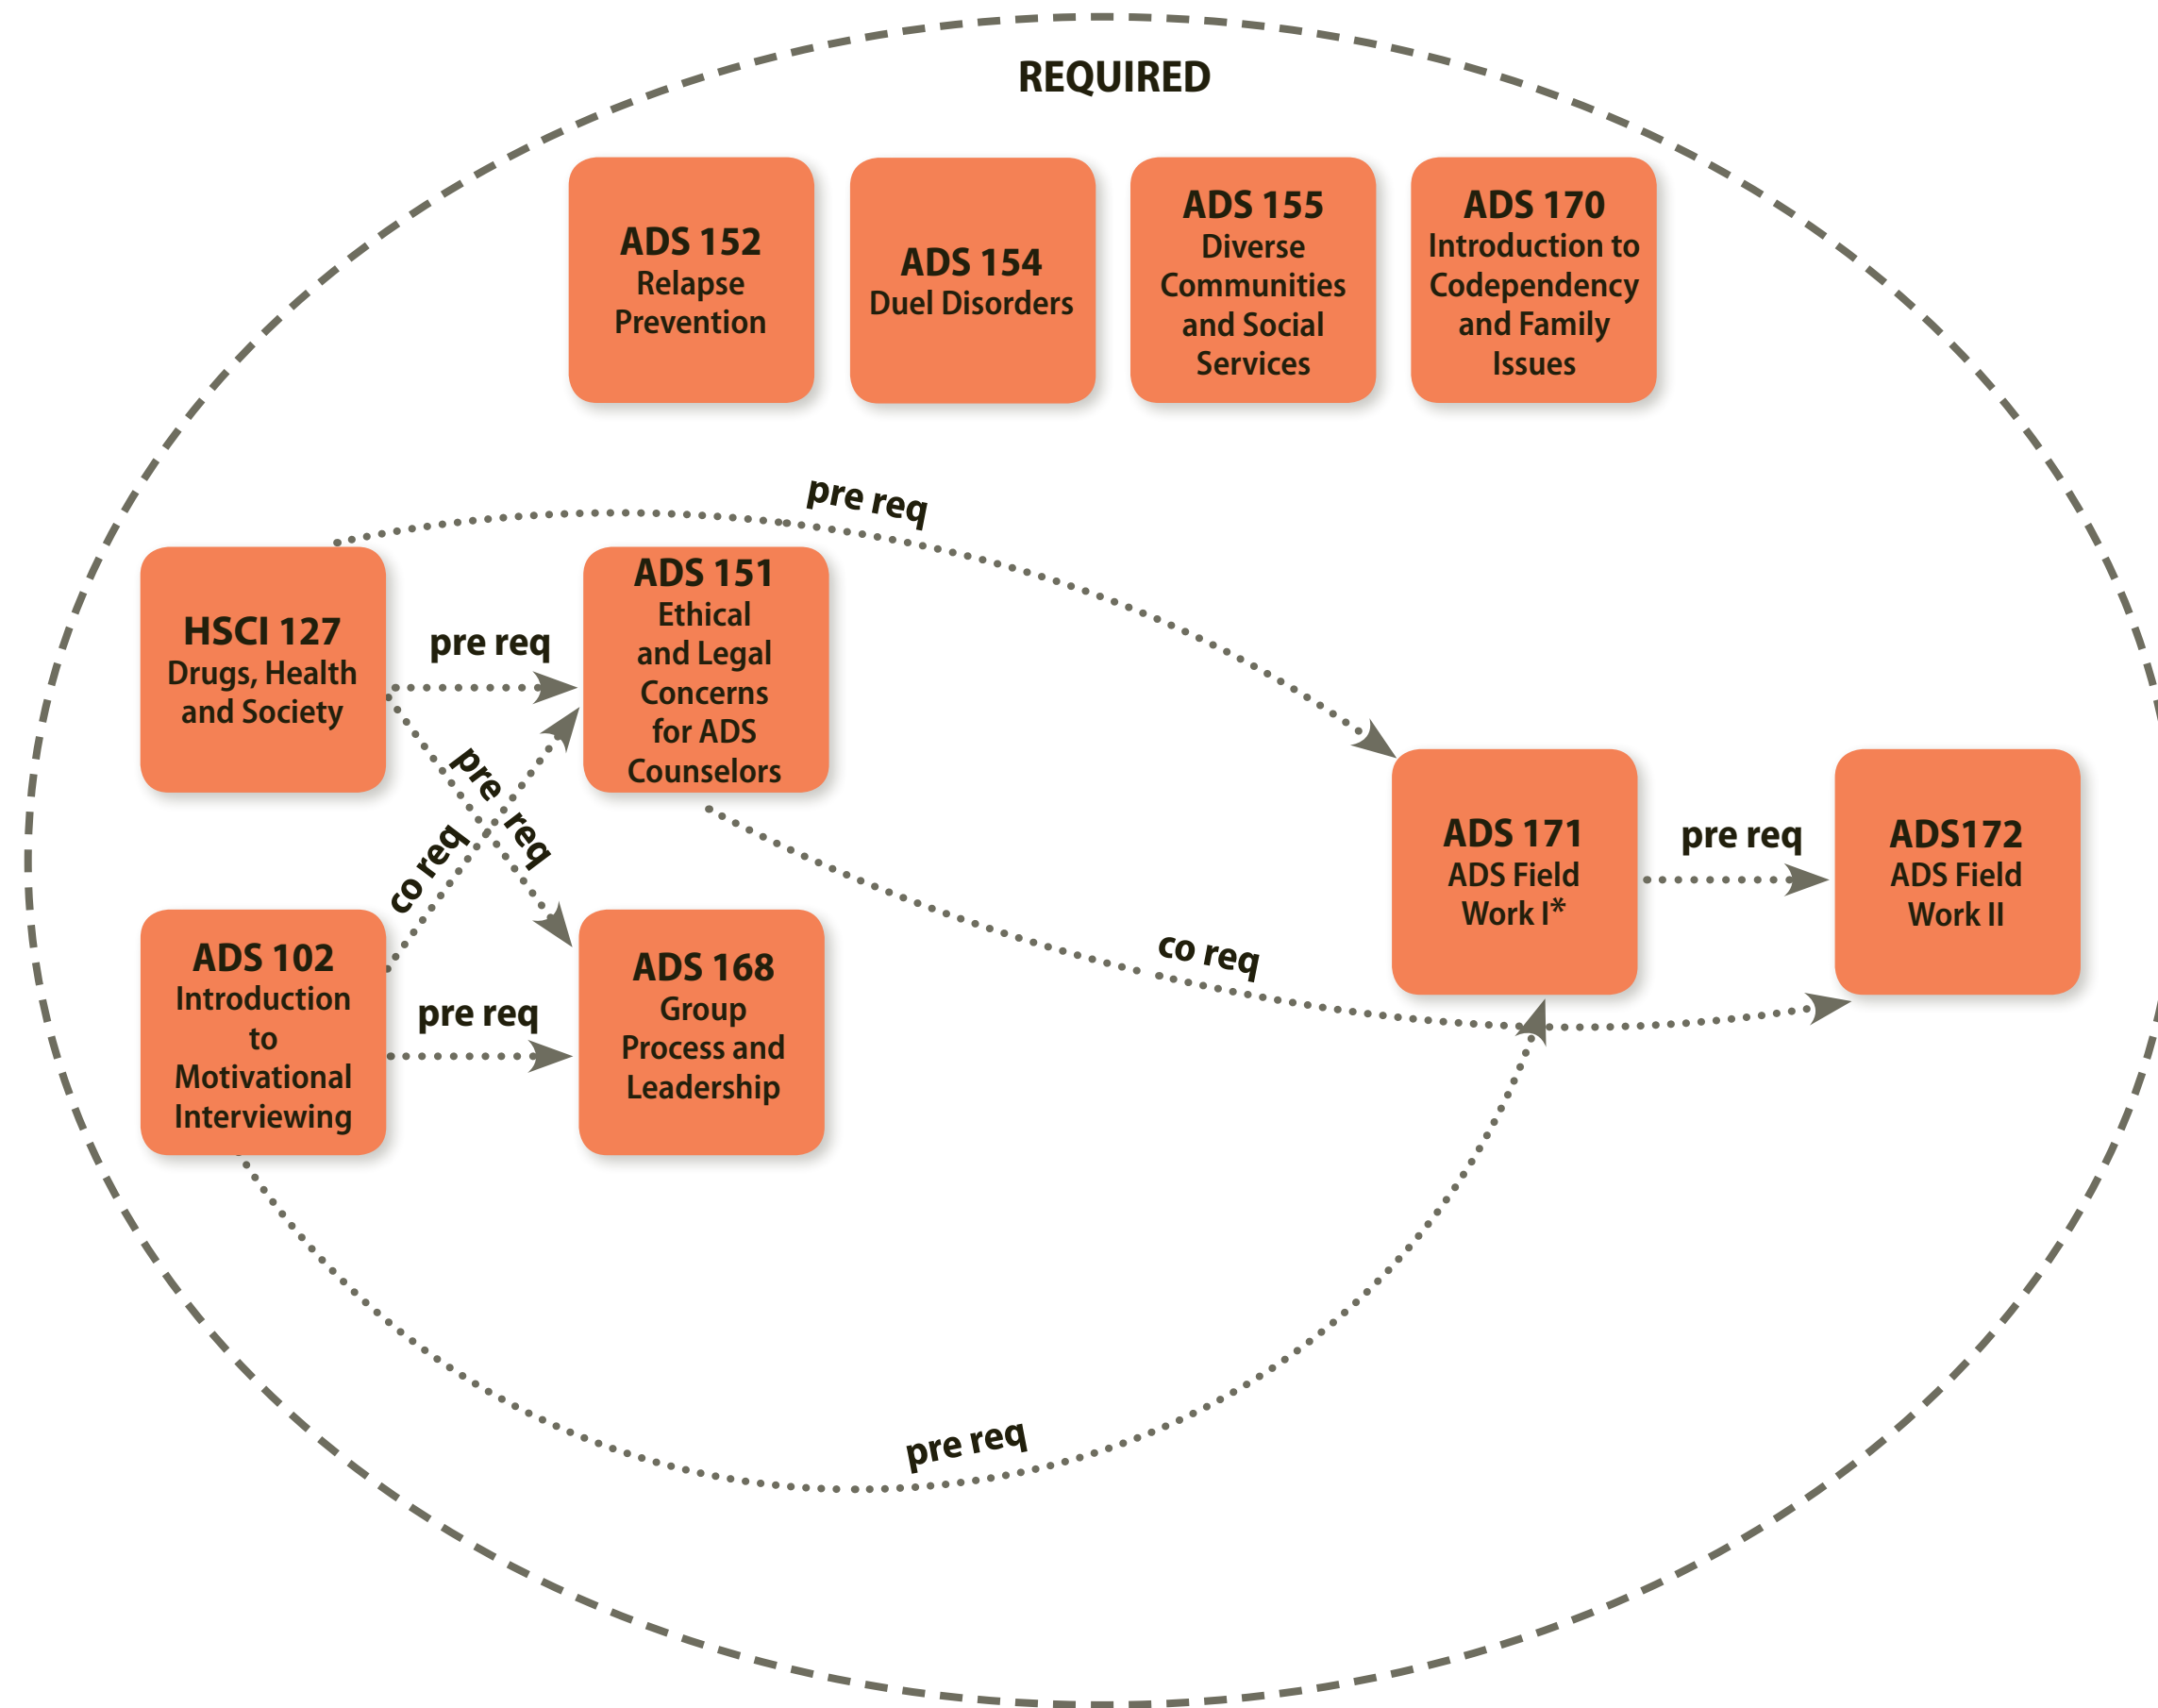 REQUIRED
ADS 152
Relapse
Prevention
ADS 154
Duel Disorders
ADS 155
Diverse
Communities
and Social
Services
ADS 170
Introduction to
Codependency
and Family
Issues
pre req
HSCI 127
Drugs, Health
and Society
pre req
ADS 151
Ethical
and Legal
Concerns
for ADS
Counselors
pre req
co req
ADS 102
Introduction
to
Motivational
Interviewing
pre req
ADS 168
Group
Process and
Leadership
co req
ADS 171
ADS Field
Work I*
pre req
ADS172
ADS Field
Work II
pre req